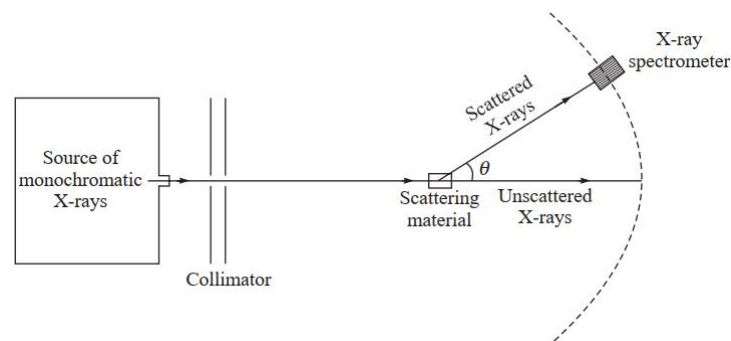 X-ray
spectrometer
Scattered
X-rays
θ
Source of
monochromatic
X-rays
Scattering
material
Unscattered
X-rays
Collimator